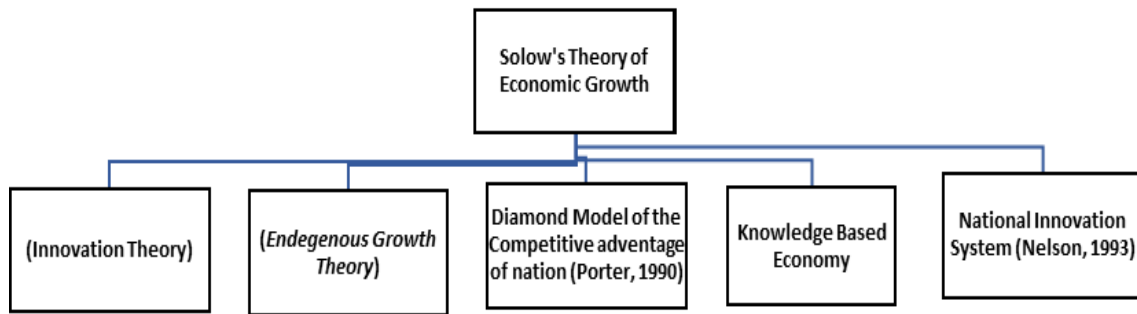 Solow's Theory of
Economic Growth
(Innovation Theory)
(Endegenous Growth
Theory)
Diamond Model of the
Competitive adventage
of nation (Porter, 1990)
Knowledge Based
Economy
National Innovation
System (Nelson, 1993)